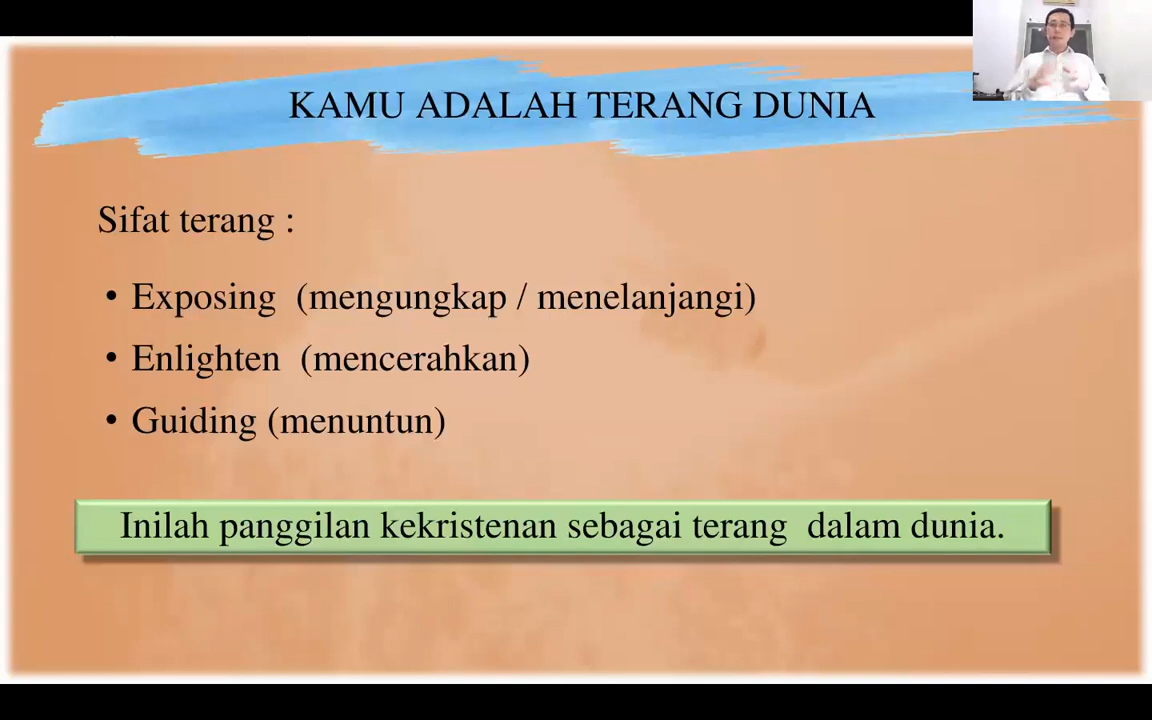 KAMU ADALAH TERANG DUNIA
Sifat terang :
• Exposing (mengungkap / menelanjangi)
• Enlighten (mencerahkan)
• Guiding (menuntun)
Inilah panggilan kekristenan sebagai terang dalam dunia.